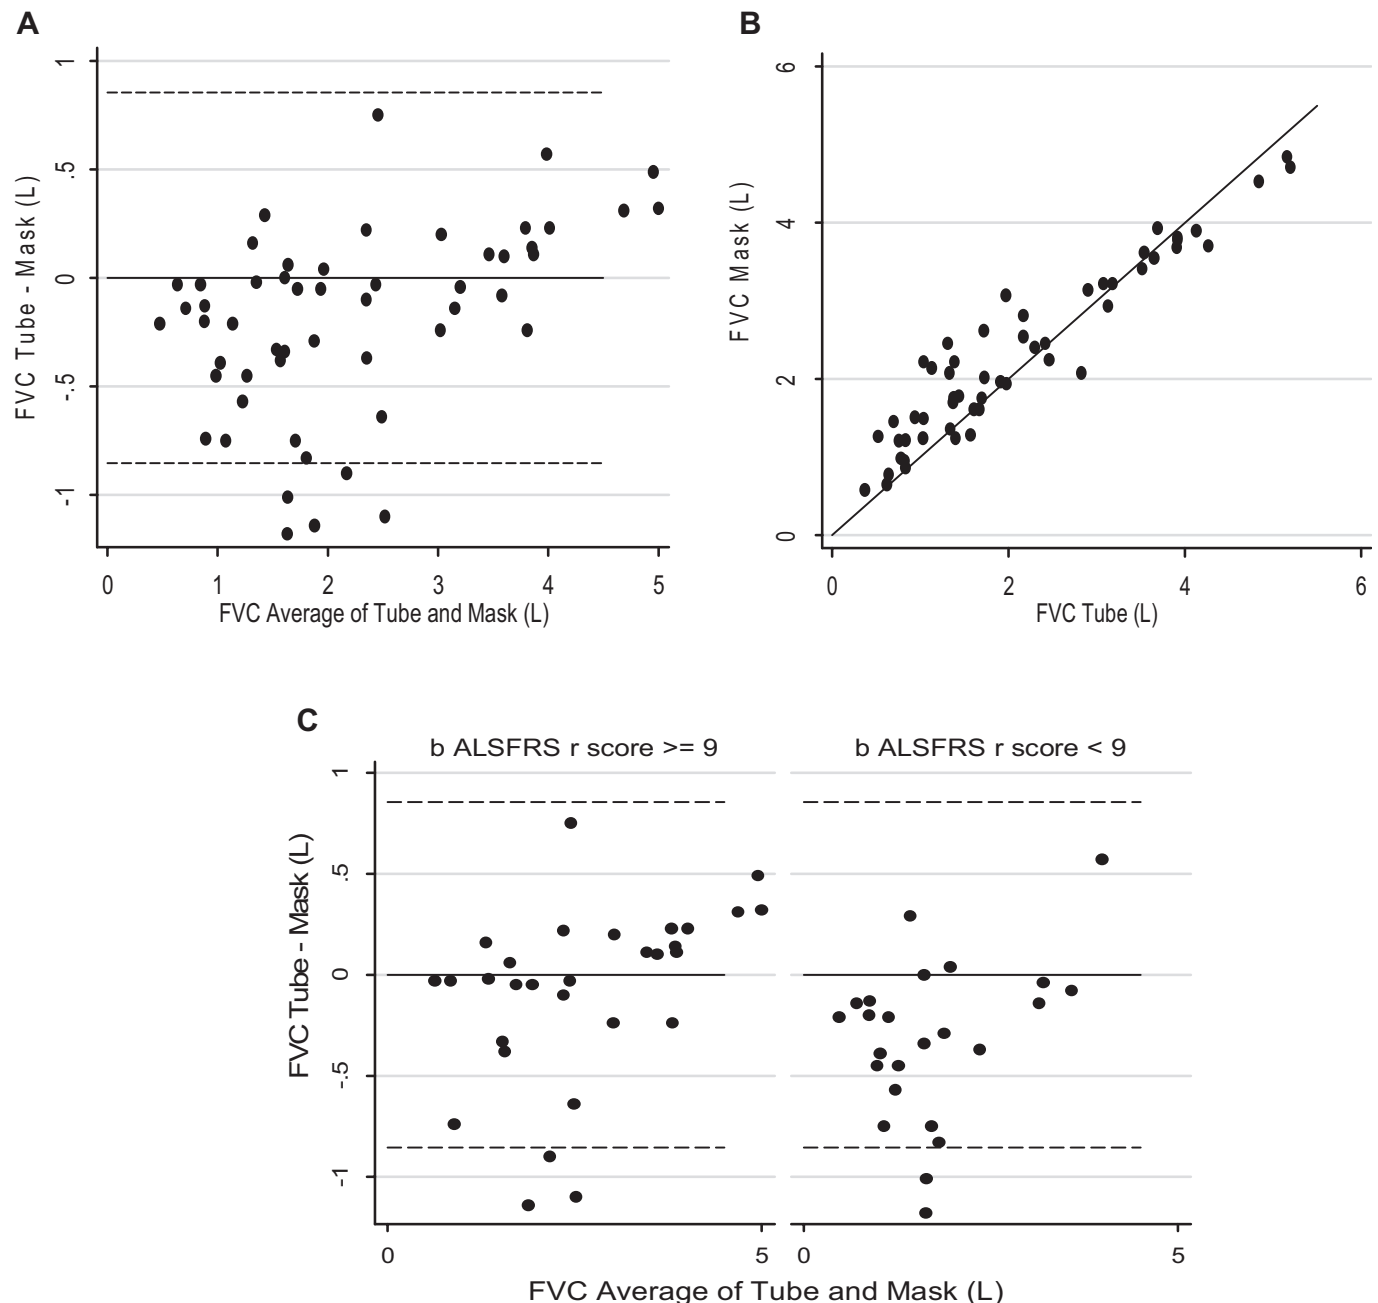 A
FVC Tube - Mask (L)
1
.5
0
-.5
-1
0 1 2 3 4 5
FVC Average of Tube and Mask (L)
B
FVC Mask (L)
6
4
2
0
0 2 4 6
FVC Tube (L)
C
b ALSFRS r score >= 9
b ALSFRS r score < 9
FVC Tube - Mask (L)
1
.5
0
-.5
-1
0 5 0 5
FVC Average of Tube and Mask (L)